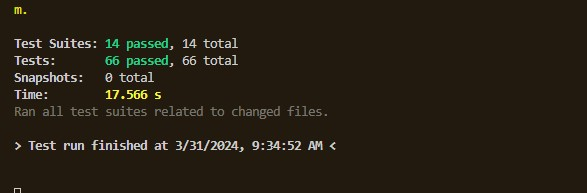 m.
Test Suites: 14 passed, 14 total
Tests: 66 passed, 66 total
Snapshots: 0 total
Time: 17.566 s
Ran all test suites related to changed files.
> Test run finished at 3/31/2024, 9:34:52 AM <